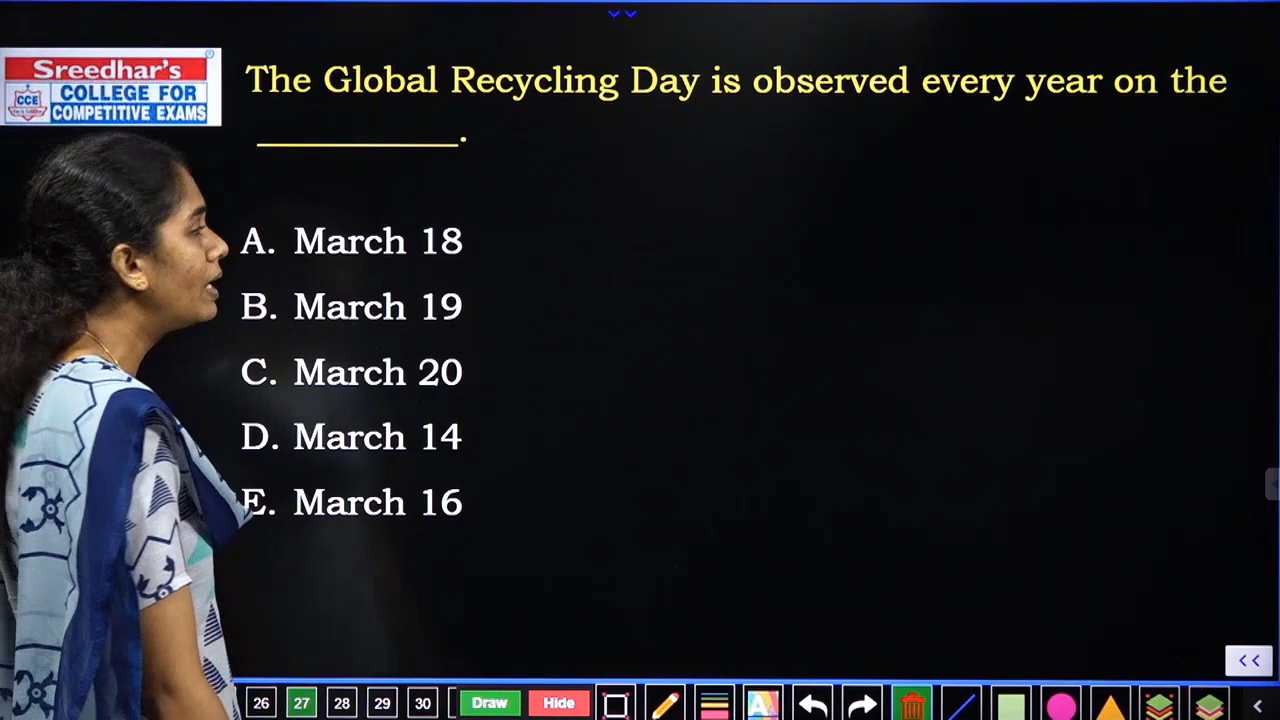 Sreedhar's
CCE
COLLEGE FOR
COMPETITIVE EXAMS
The Global Recycling Day is observed every year on the
__________.
A. March 18
B. March 19
C. March 20
D. March 14
E. March 16
26 27 28 29 30 Draw Hide